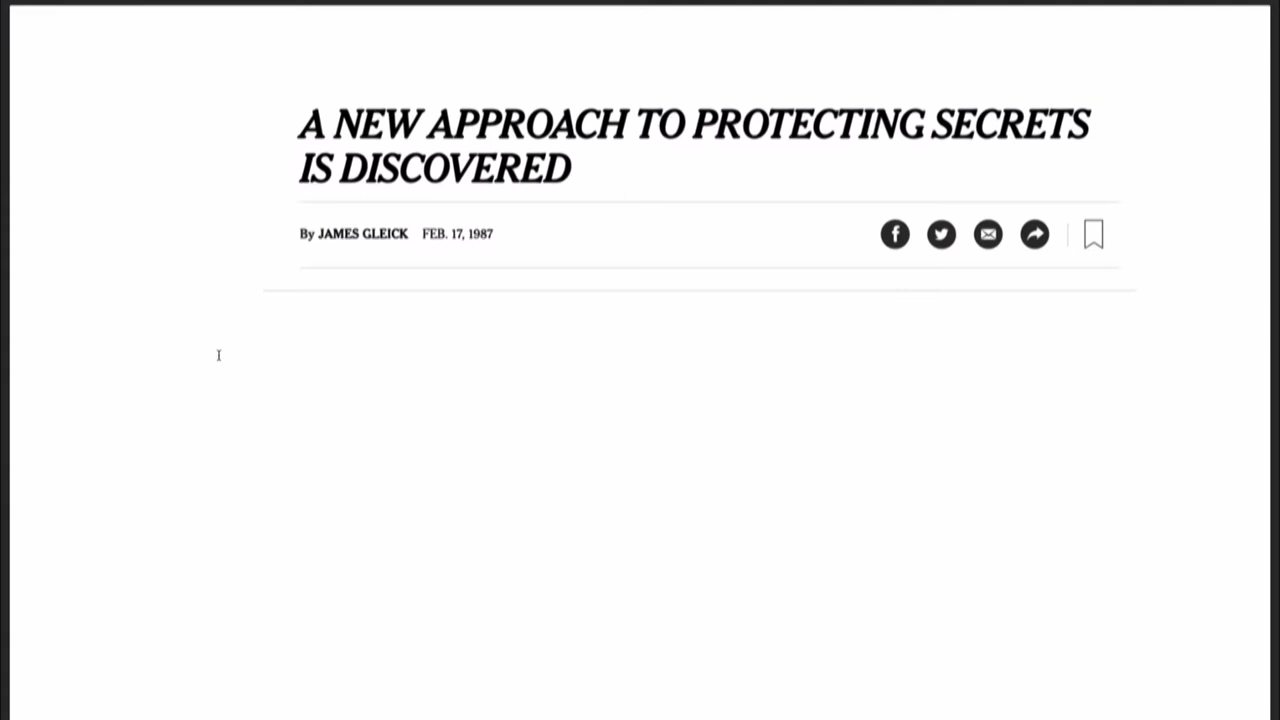 A NEW APPROACH TO PROTECTING SECRETS
IS DISCOVERED
By JAMES GLEICK FEB. 17, 1987